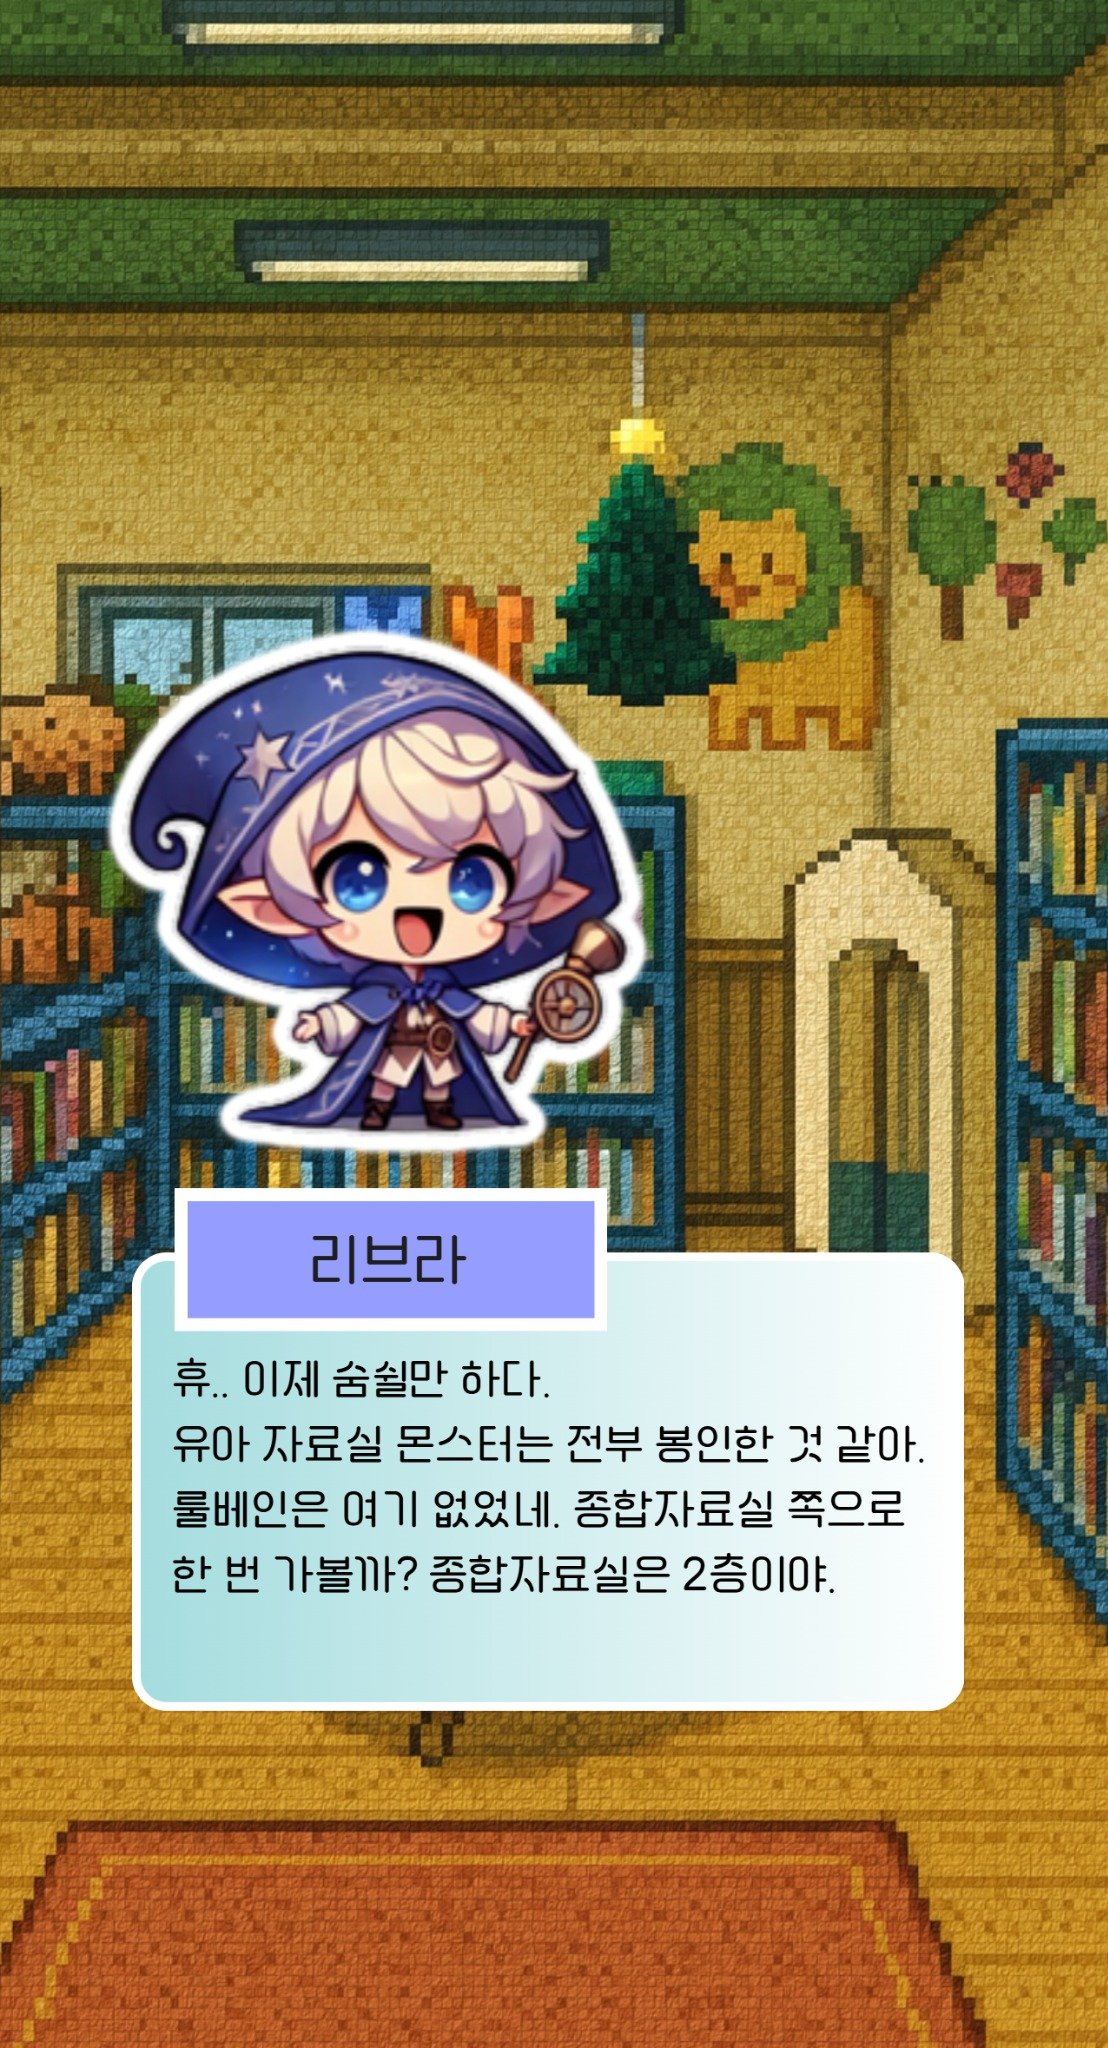 리브라
휴.. 이제 숨쉴만 하다.
유아 자료실 몬스터는 전부 봉인한 것 같아.
룰베인은 여기 없었네. 종합자료실 쪽으로
한 번 가볼까? 종합자료실은 2층이야.